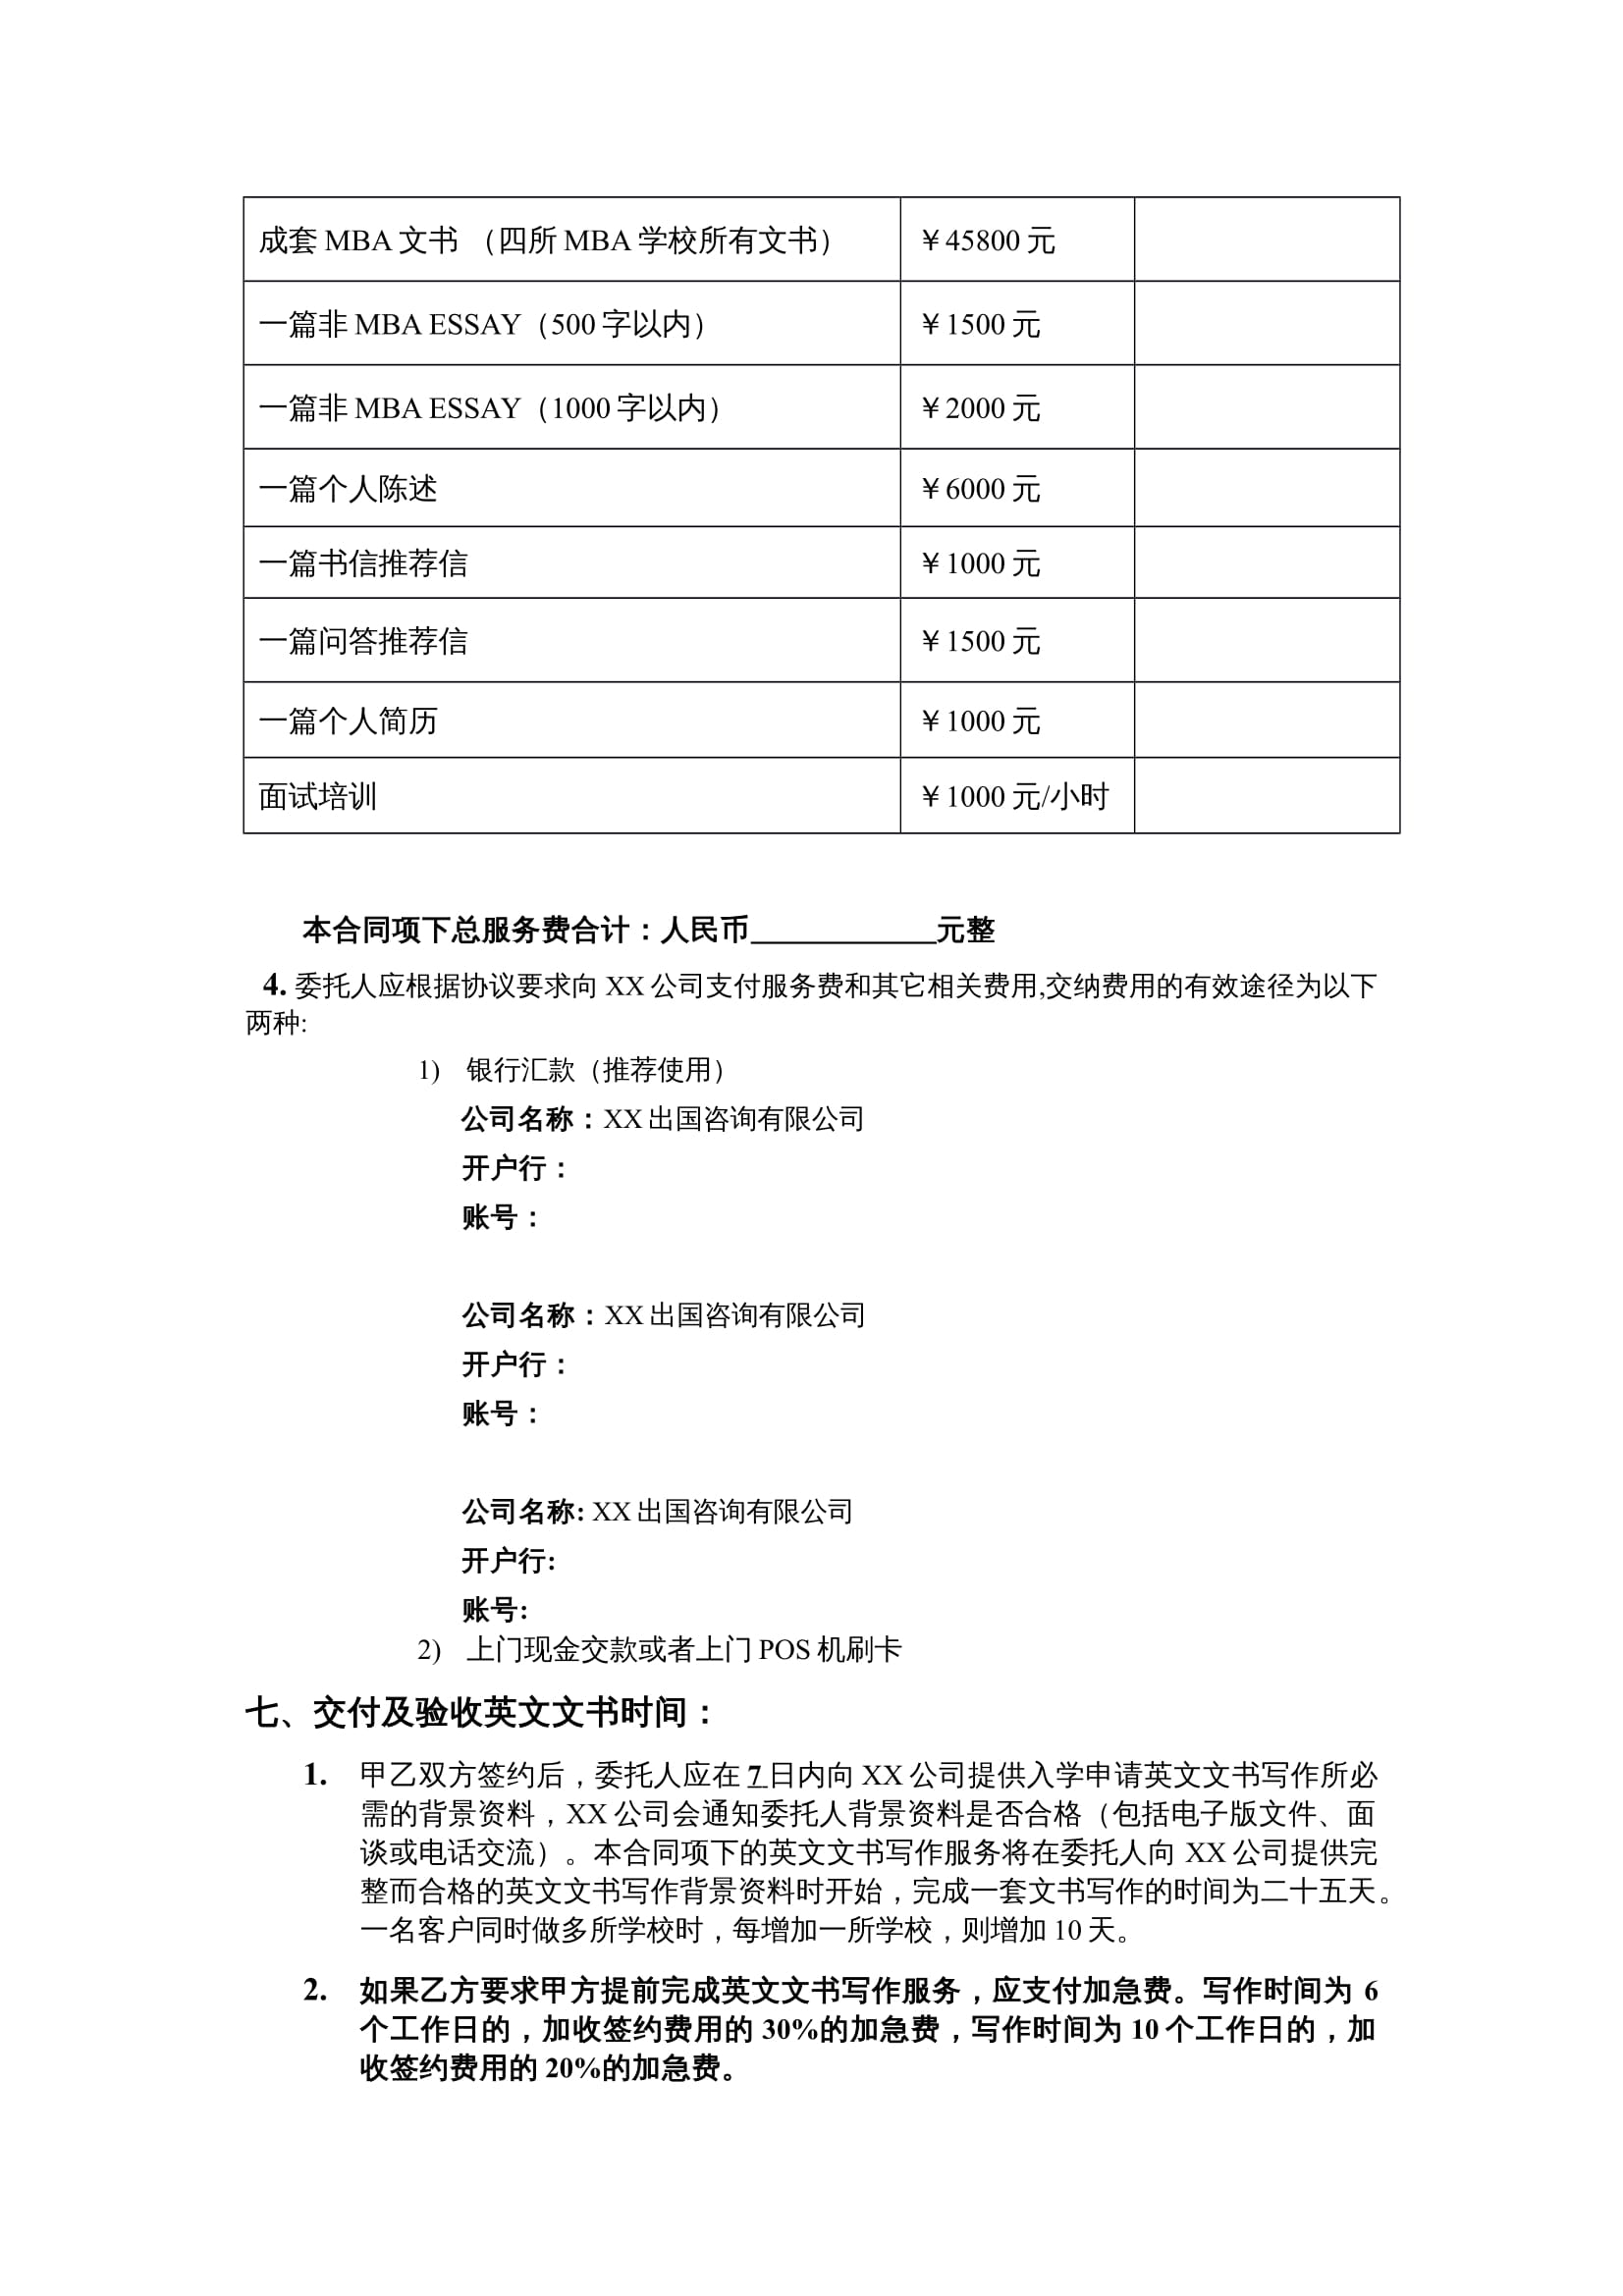 成套 MBA 文书 （四所 MBA 学校所有文书） ￥45800 元
一篇非 MBA ESSAY（500 字以内） ￥1500 元
一篇非 MBA ESSAY（1000 字以内） ￥2000 元
一篇个人陈述 ￥6000 元
一篇书信推荐信 ￥1000 元
一篇问答推荐信 ￥1500 元
一篇个人简历 ￥1000 元
面试培训 ￥1000 元/小时
本合同项下总服务费合计：人民币____________元整
4. 委托人应根据协议要求向 XX 公司支付服务费和其它相关费用,交纳费用的有效途径为以下
两种:
1) 银行汇款（推荐使用）
公司名称：XX 出国咨询有限公司
开户行：
账号：
公司名称：XX 出国咨询有限公司
开户行：
账号：
公司名称: XX 出国咨询有限公司
开户行:
账号:
2) 上门现金交款或者上门 POS 机刷卡
七、交付及验收英文文书时间：
1. 甲乙双方签约后，委托人应在 7 日内向 XX 公司提供入学申请英文文书写作所必
需的背景资料，XX 公司会通知委托人背景资料是否合格（包括电子版文件、面
谈或电话交流）。本合同项下的英文文书写作服务将在委托人向 XX 公司提供完
整而合格的英文文书写作背景资料时开始，完成一套文书写作的时间为二十五天。
一名客户同时做多所学校时，每增加一所学校，则增加 10 天。
2. 如果乙方要求甲方提前完成英文文书写作服务，应支付加急费。写作时间为 6
个工作日的，加收签约费用的 30%的加急费，写作时间为 10 个工作日的，加
收签约费用的 20%的加急费。